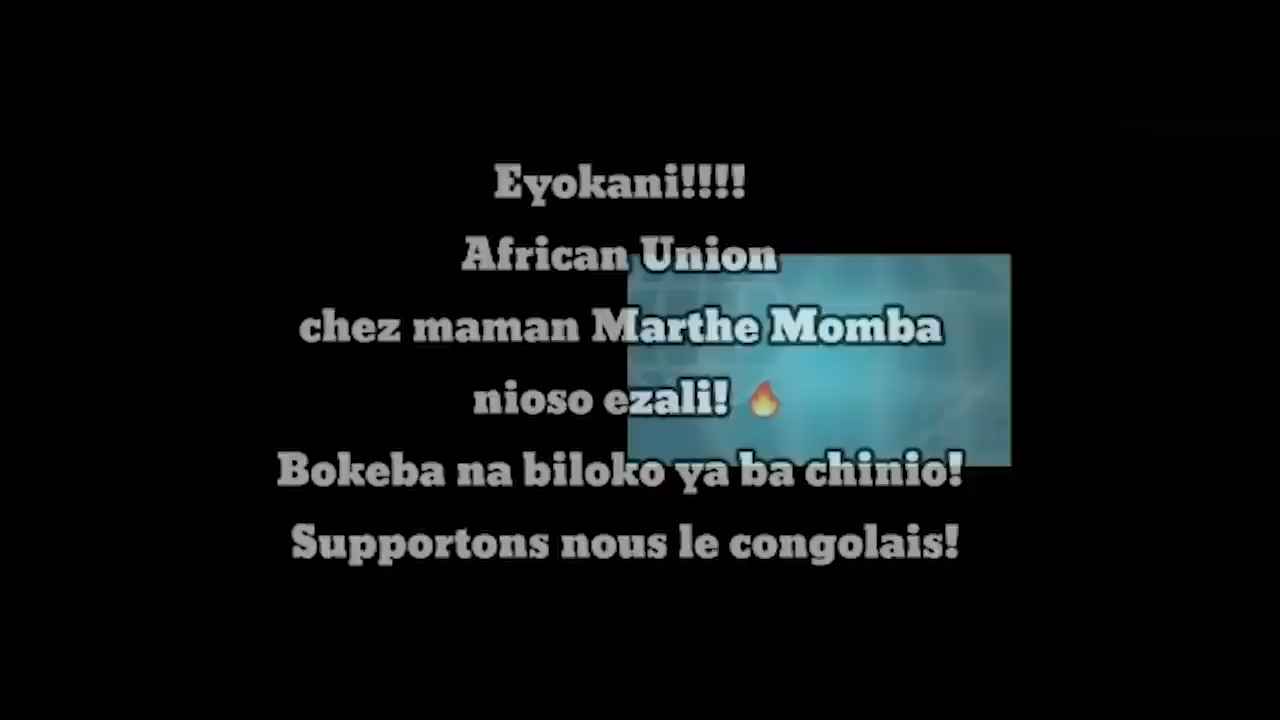 Eyokani!!!!
African Union
chez maman Marthe Momba
nioso ezali! 🔥
Bokeba na biloko ya ba chinio!
Supportons nous le congolais!